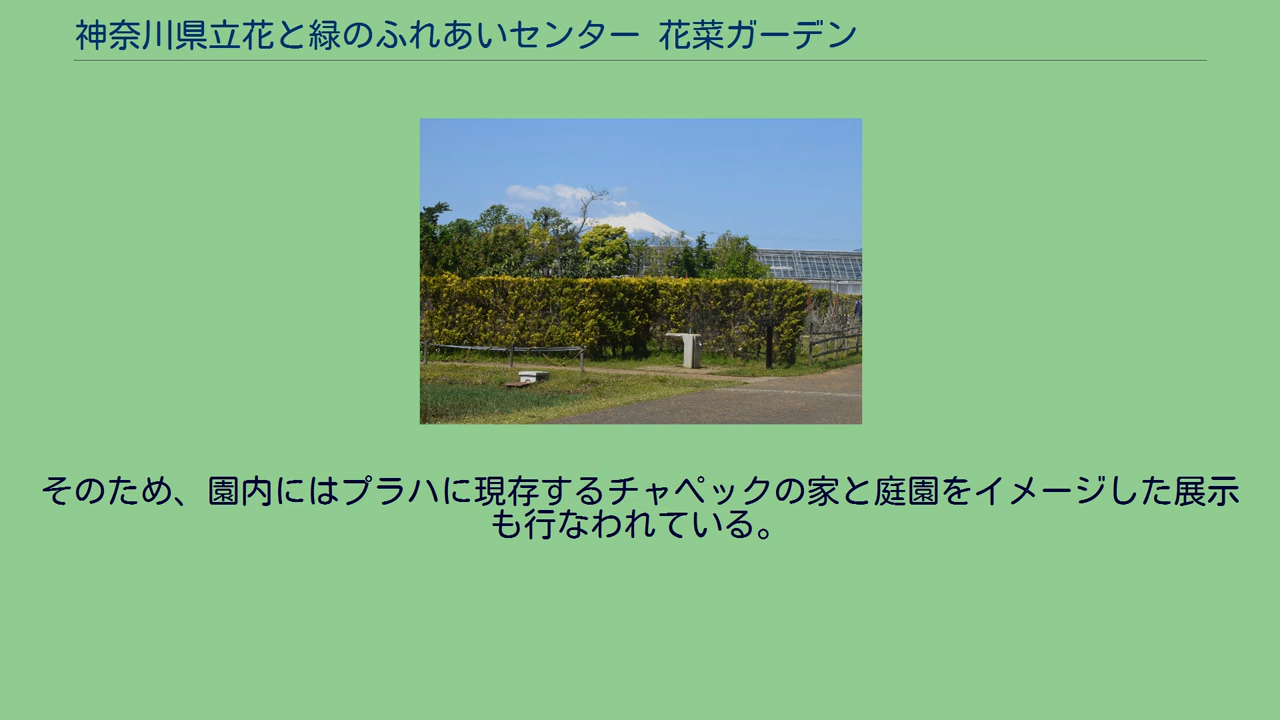 神奈川県立花と緑のふれあいセンター 花菜ガーデン
そのため、園内にはプラハに現存するチャペックの家と庭園をイメージした展示
も行なわれている。